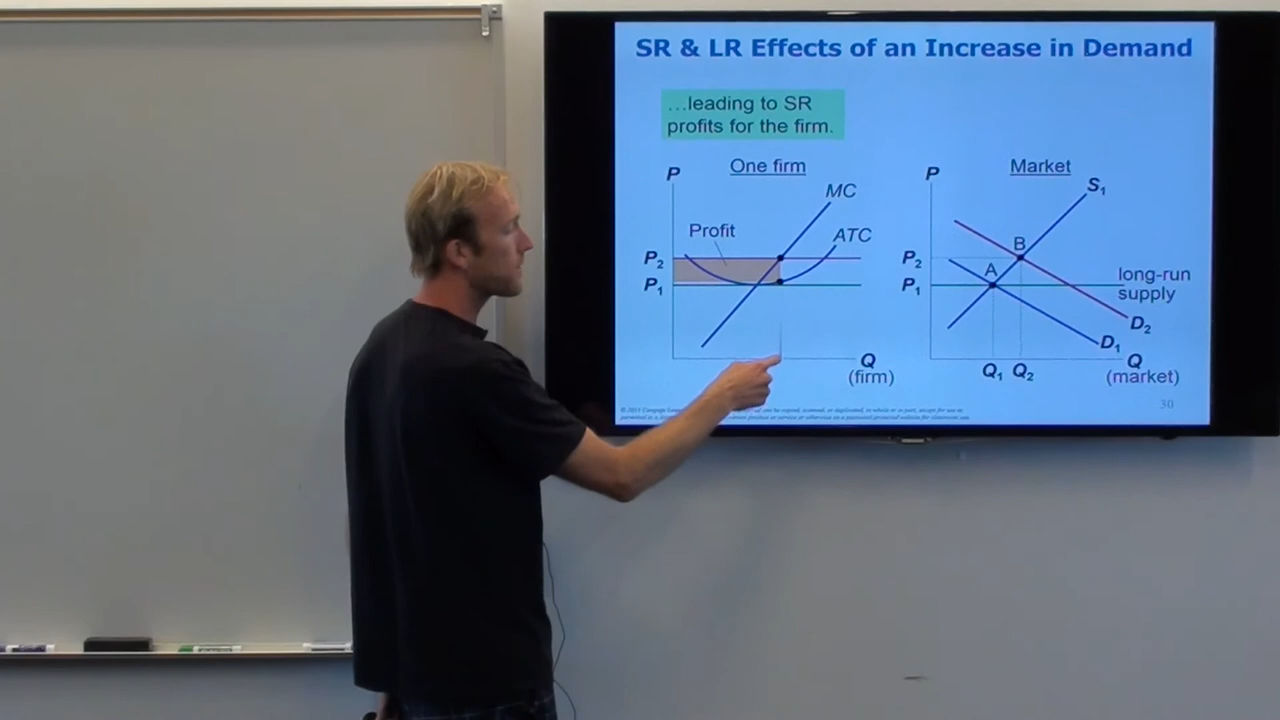 SR & LR Effects of an Increase in Demand
…leading to SR
profits for the firm.
One firm
P
MC
Profit
ATC
P2
P1
Q
(firm)
Market
P
S1
B
P2
A
P1
long-run
supply
D2
D1
Q1 Q2
Q
(market)
30